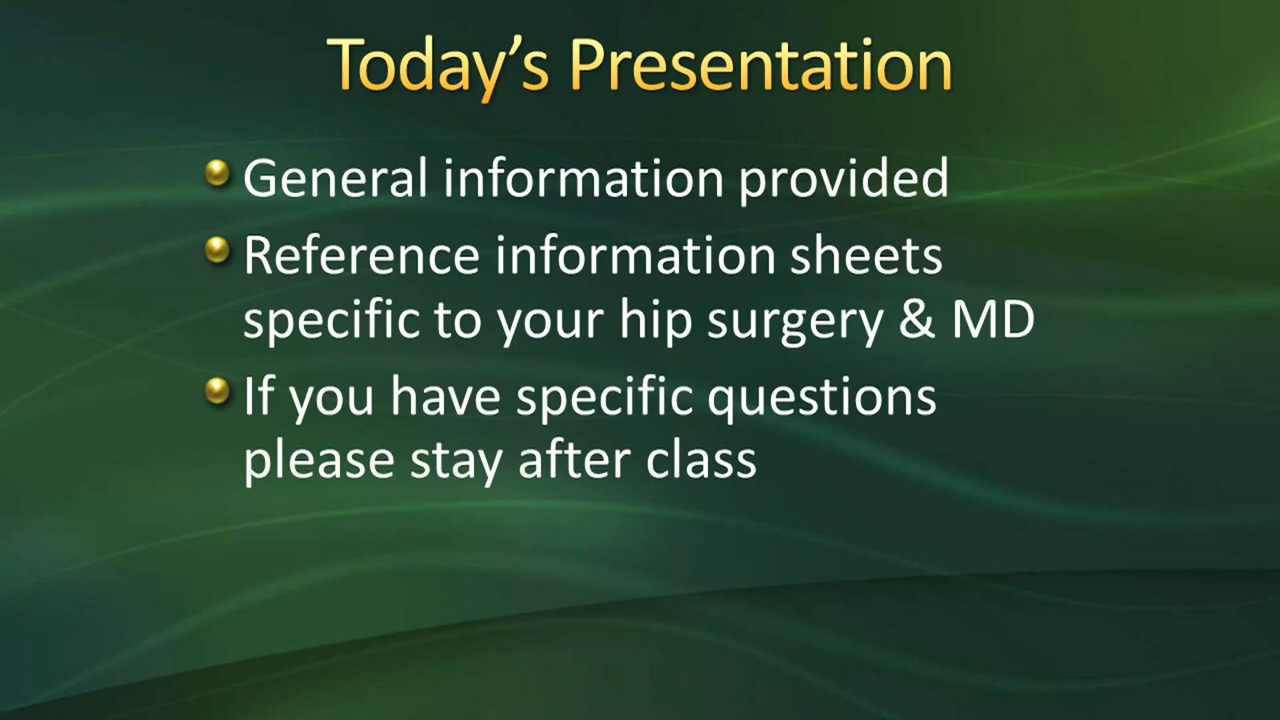 Today’s Presentation
General information provided
Reference information sheets
specific to your hip surgery & MD
If you have specific questions
please stay after class